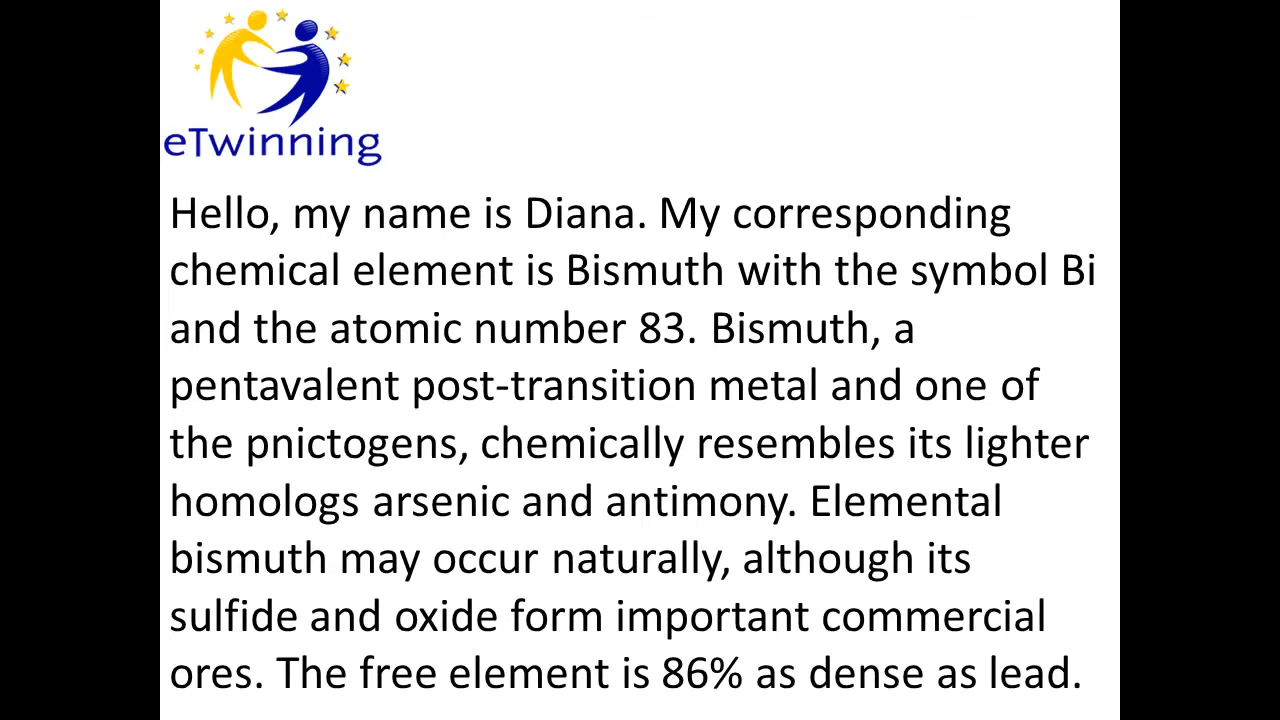 eTwinning
Hello, my name is Diana. My corresponding
chemical element is Bismuth with the symbol Bi
and the atomic number 83. Bismuth, a
pentavalent post-transition metal and one of
the pnictogens, chemically resembles its lighter
homologs arsenic and antimony. Elemental
bismuth may occur naturally, although its
sulfide and oxide form important commercial
ores. The free element is 86% as dense as lead.